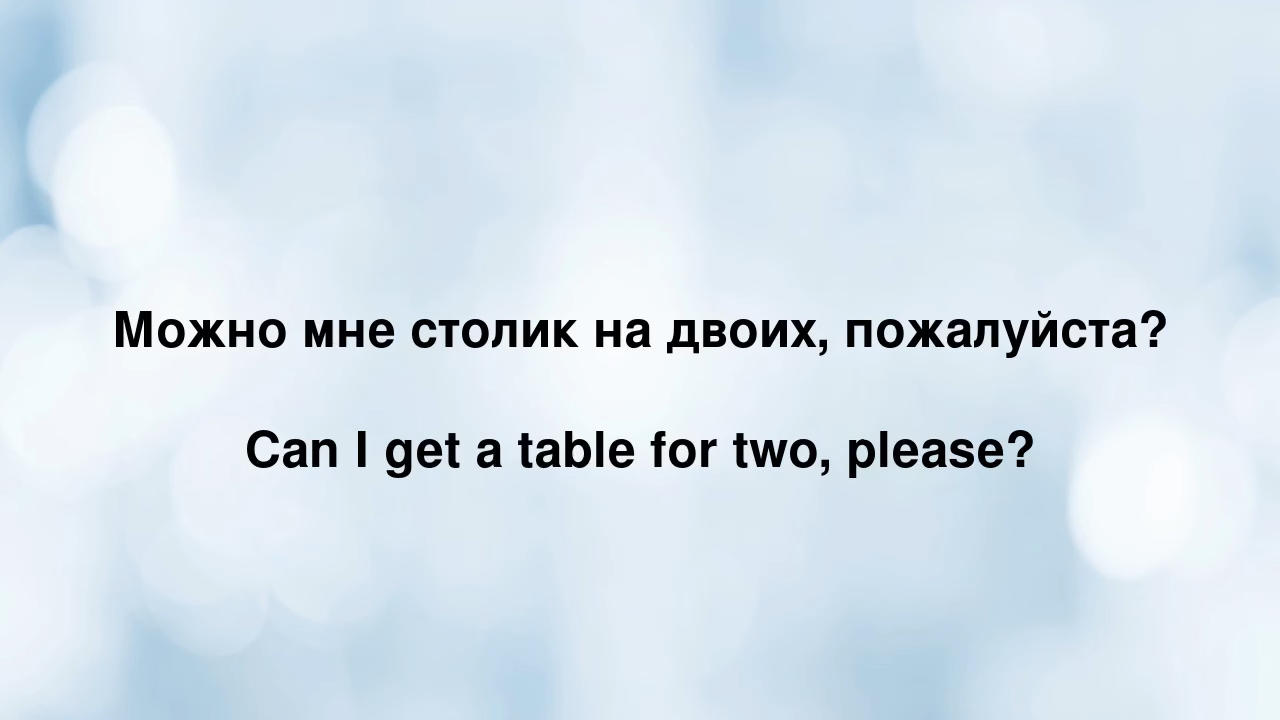 Можно мне столик на двоих, пожалуйста?
Can I get a table for two, please?